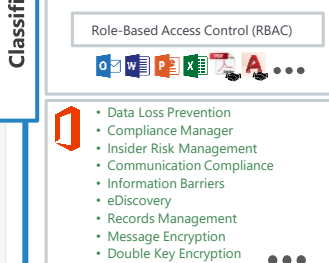 Classifi
Role-Based Access Control (RBAC)
• Data Loss Prevention
• Compliance Manager
• Insider Risk Management
• Communication Compliance
• Information Barriers
• eDiscovery
• Records Management
• Message Encryption
• Double Key Encryption